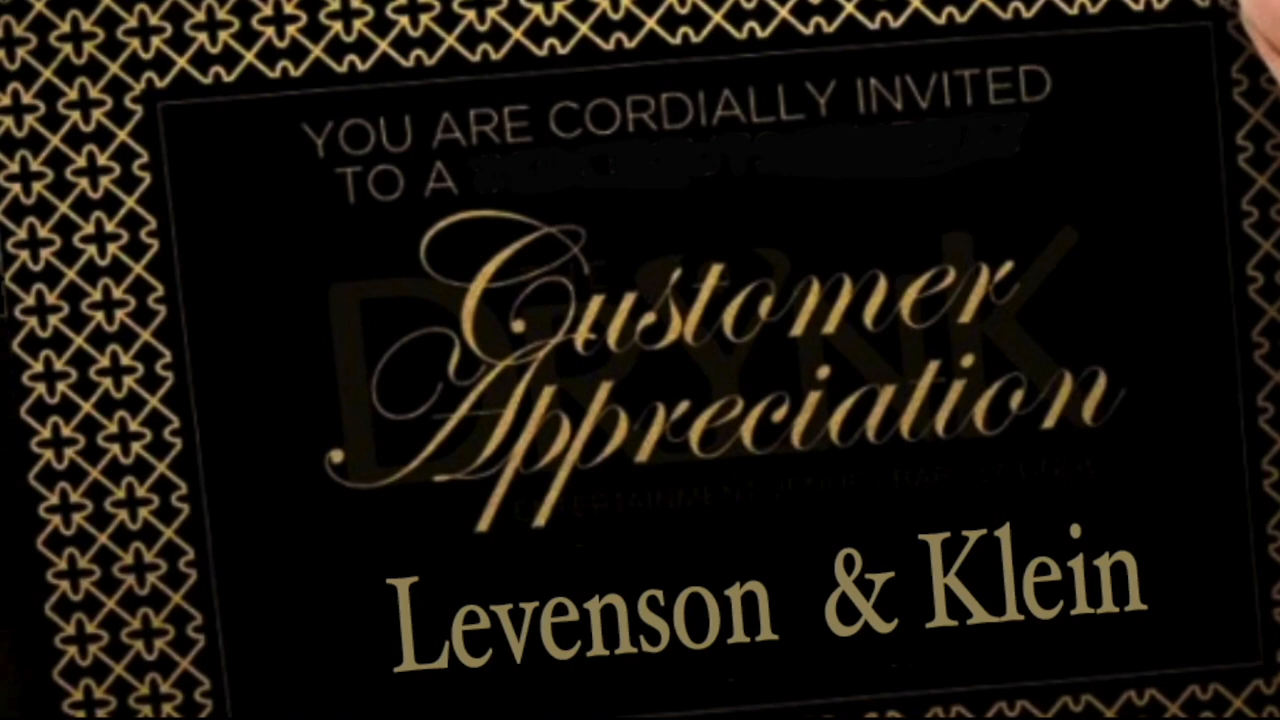 YOU ARE CORDIALLY INVITED
TO A
Customer
Appreciation
Levenson & Klein